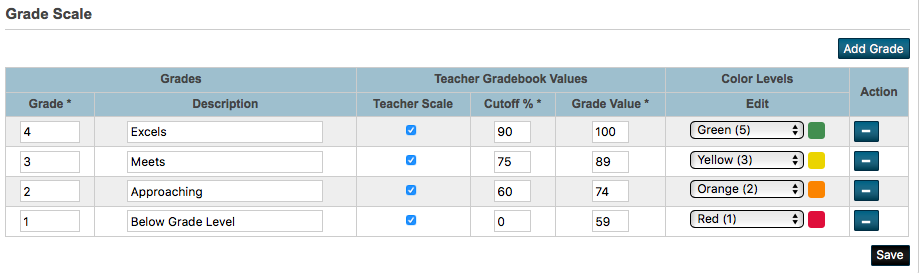 Grade Scale
Add Grade
Grades Teacher Gradebook Values Color Levels Action
Grade * Description Teacher Scale Cutoff % * Grade Value * Edit
4 Excels 90 100 Green (5)
3 Meets 75 89 Yellow (3)
2 Approaching 60 74 Orange (2)
1 Below Grade Level 0 59 Red (1)
Save